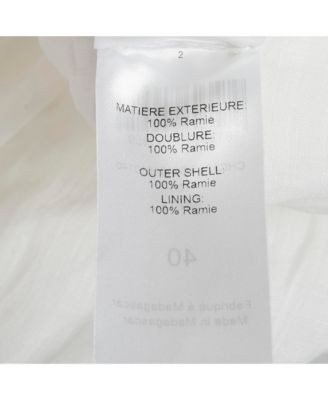 2
MATIERE EXTERIEURE:
100% Ramie
DOUBLURE:
100% Ramie
OUTER SHELL
100% Ramie
LINING:
100% Ramie
40
Fabriqué à Madagascar
Made in Madagascar